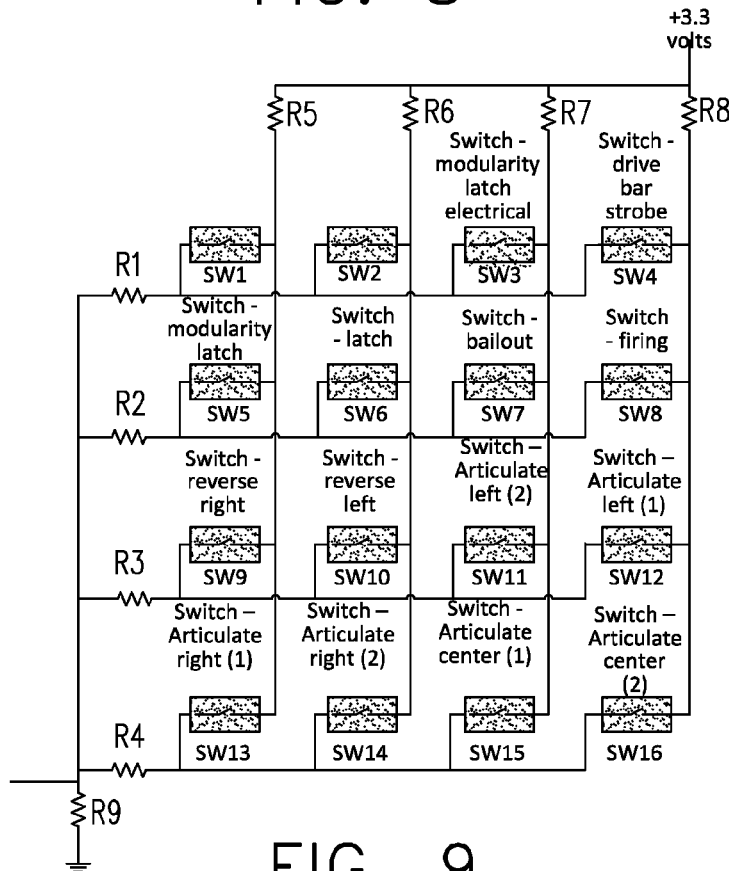 +3.3
volts
R5
R6
R7
R8
Switch -
modularity
latch
electrical
Switch -
drive
bar
strobe
R1
SW1
SW2
SW3
SW4
Switch -
modularity
latch
Switch
- latch
Switch -
bailout
Switch
- firing
R2
SW5
SW6
SW7
SW8
Switch -
reverse
right
Switch -
reverse
left
Switch –
Articulate
left (2)
Switch –
Articulate
left (1)
R3
SW9
SW10
SW11
SW12
Switch –
Articulate
right (1)
Switch –
Articulate
right (2)
Switch -
Articulate
center (1)
Switch –
Articulate
center
(2)
R4
SW13
SW14
SW15
SW16
R9
FIG. 9